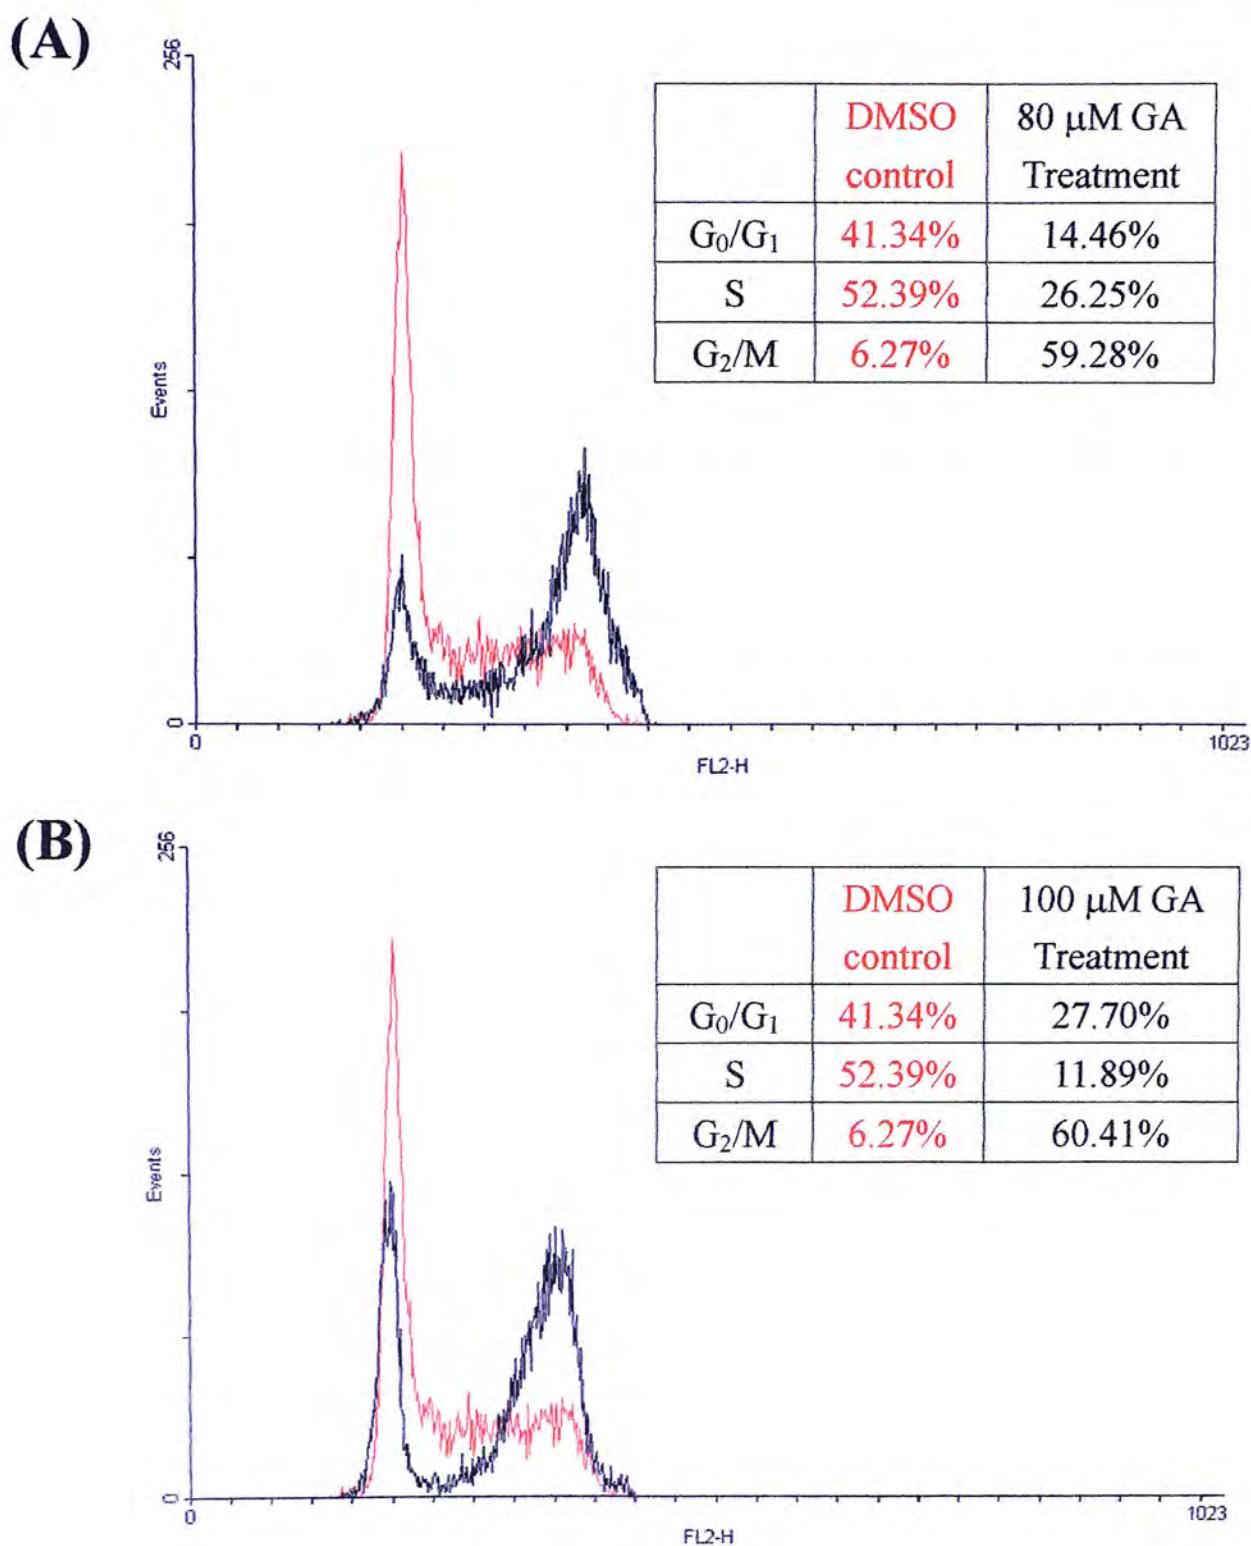 (A)
256
Events
0
0
1023
FL2-H
DMSO control 80 μM GA Treatment
G₀/G₁ 41.34% 14.46%
S 52.39% 26.25%
G₂/M 6.27% 59.28%
(B)
256
Events
0
0
1023
FL2-H
DMSO control 100 μM GA Treatment
G₀/G₁ 41.34% 27.70%
S 52.39% 11.89%
G₂/M 6.27% 60.41%